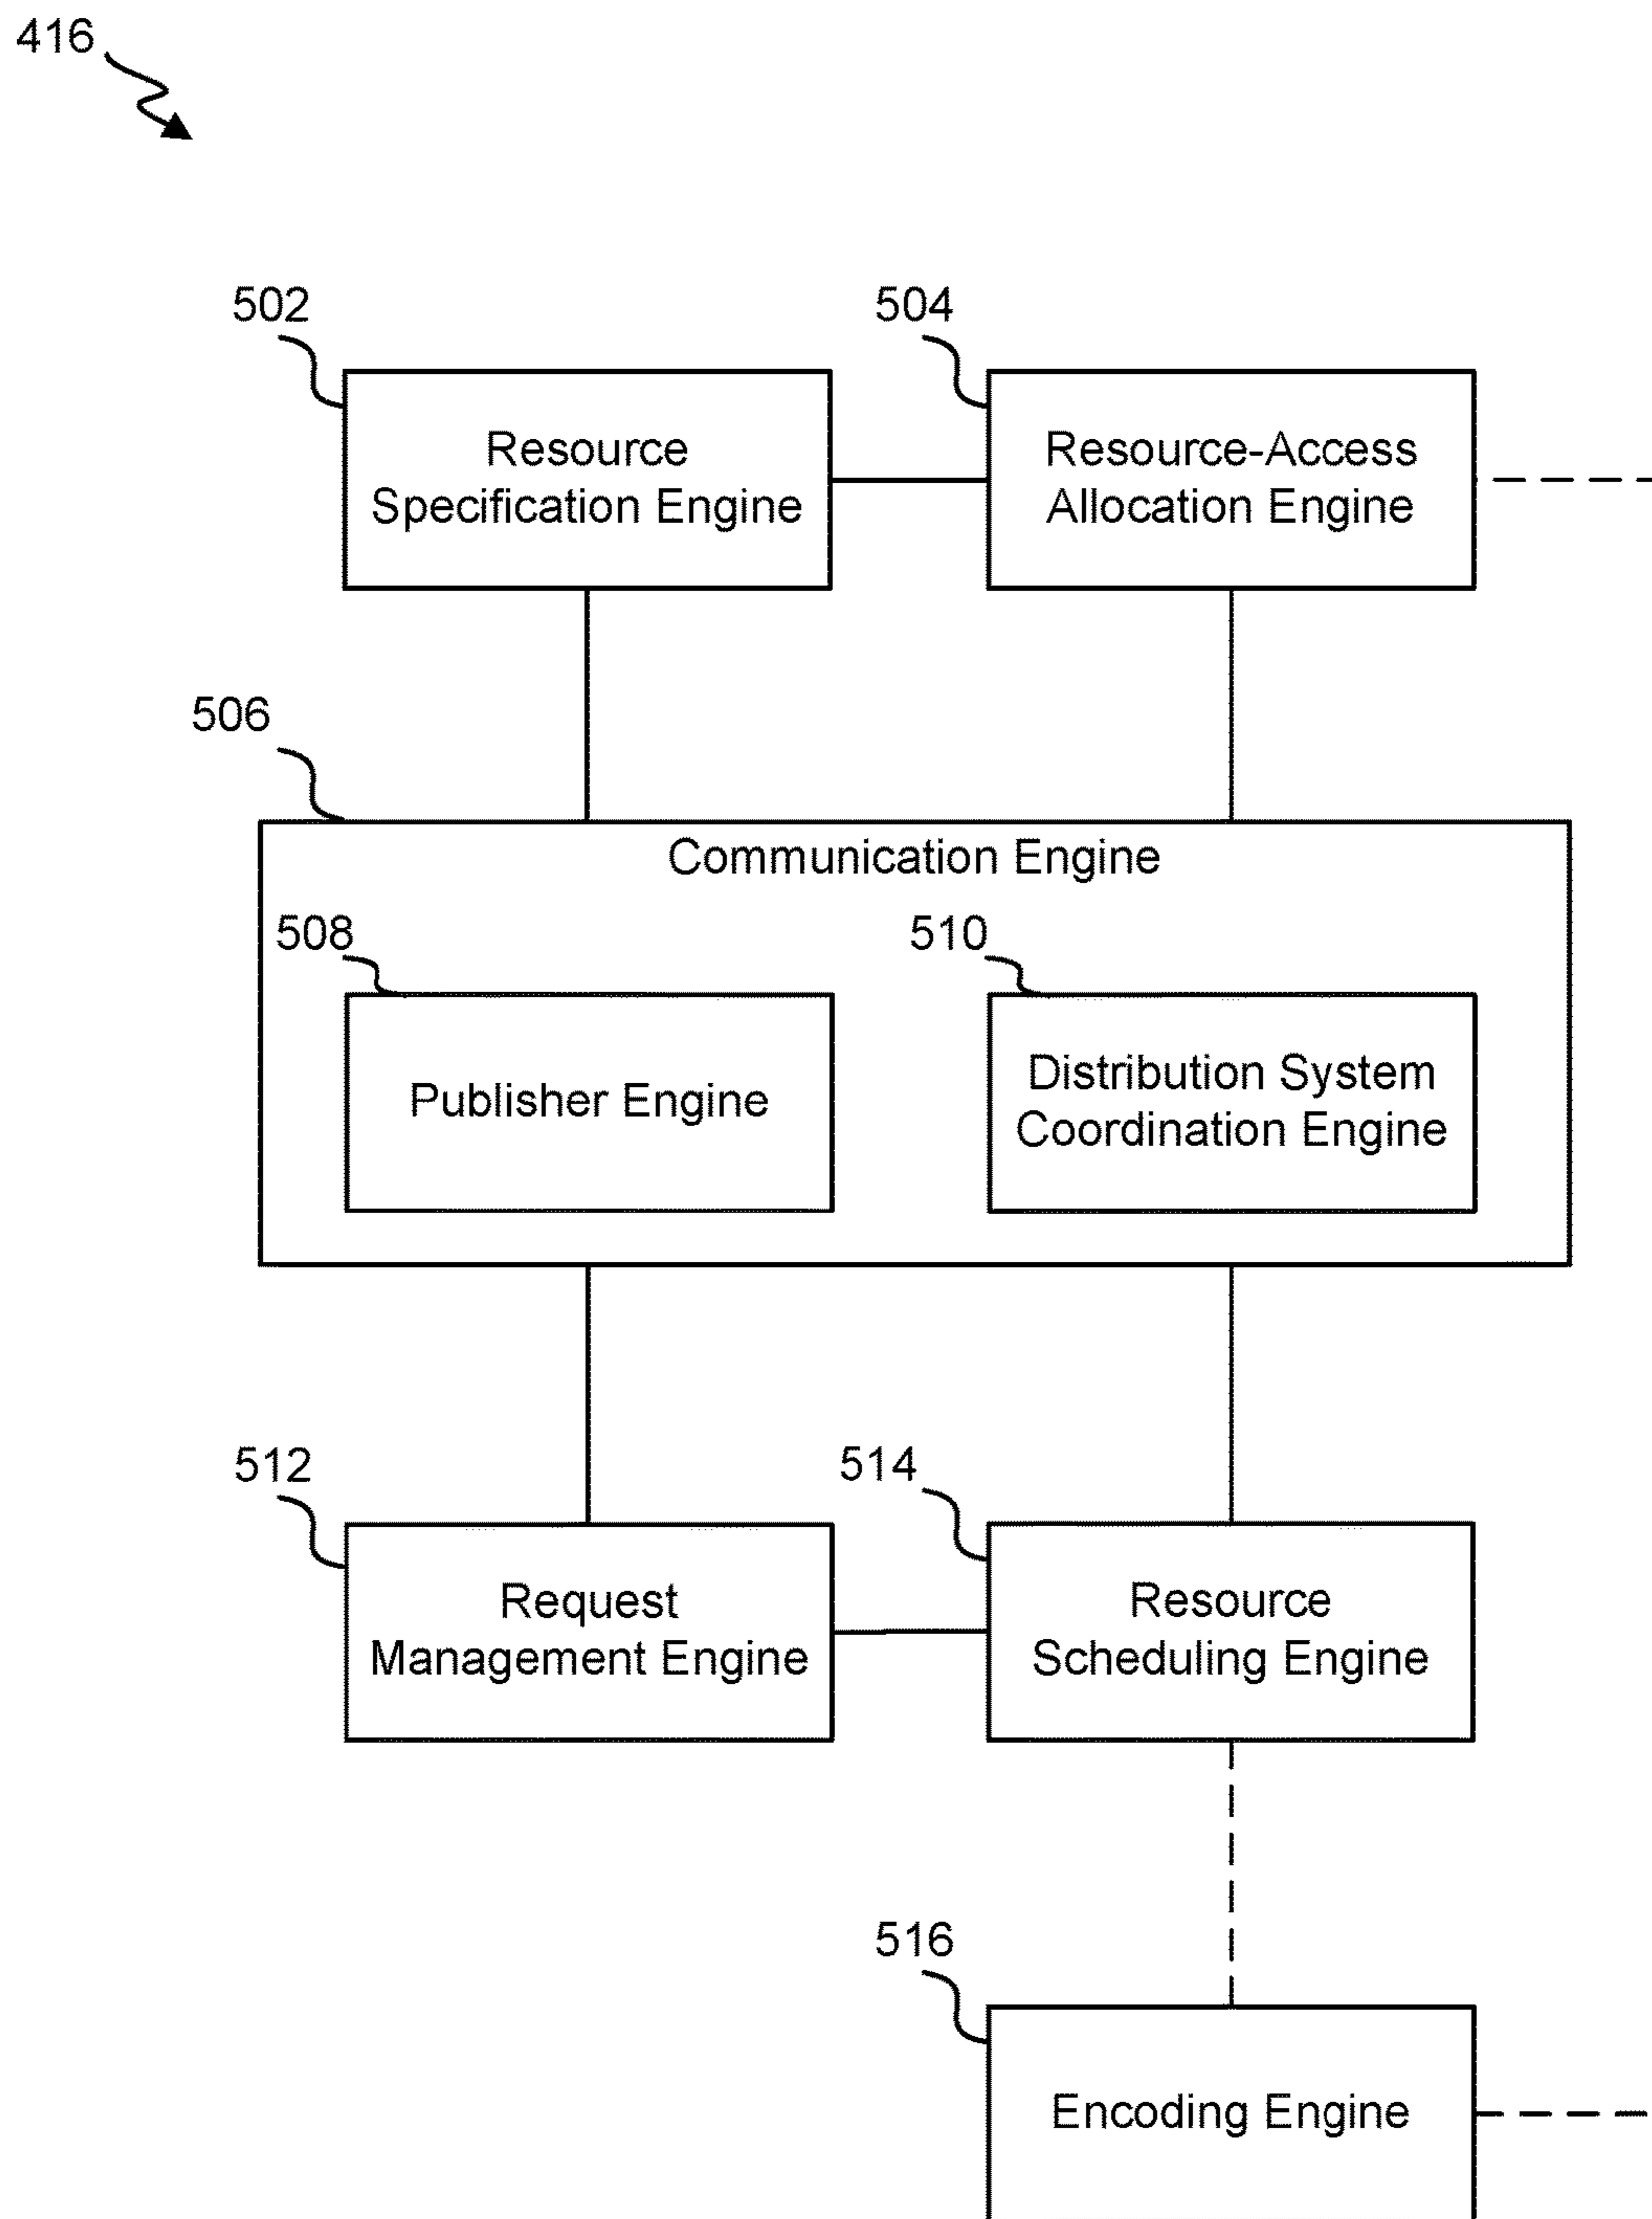 416
502
504
Resource
Specification Engine
Resource-Access
Allocation Engine
506
Communication Engine
508
510
Publisher Engine
Distribution System
Coordination Engine
512
514
Request
Management Engine
Resource
Scheduling Engine
516
Encoding Engine